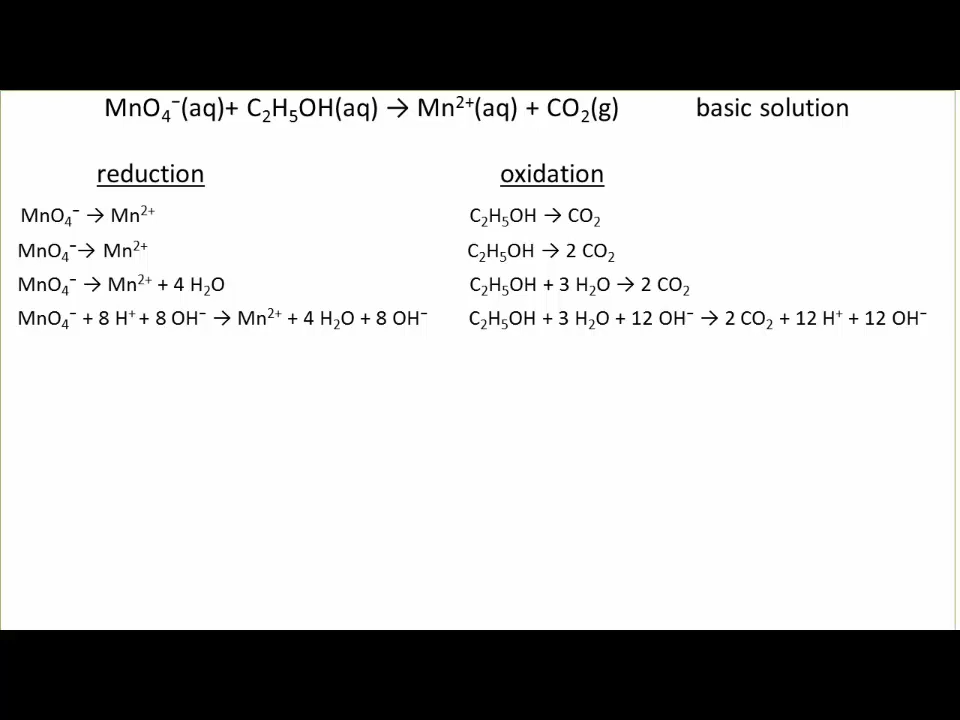 MnO₄⁻(aq)+ C₂H₅OH(aq) → Mn²⁺(aq) + CO₂(g) basic solution
reduction oxidation
MnO₄⁻ → Mn²⁺ C₂H₅OH → CO₂
MnO₄⁻→ Mn²⁺ C₂H₅OH → 2 CO₂
MnO₄⁻ → Mn²⁺ + 4 H₂O C₂H₅OH + 3 H₂O → 2 CO₂
MnO₄⁻ + 8 H⁺ + 8 OH⁻ → Mn²⁺ + 4 H₂O + 8 OH⁻ C₂H₅OH + 3 H₂O + 12 OH⁻ → 2 CO₂ + 12 H⁺ + 12 OH⁻